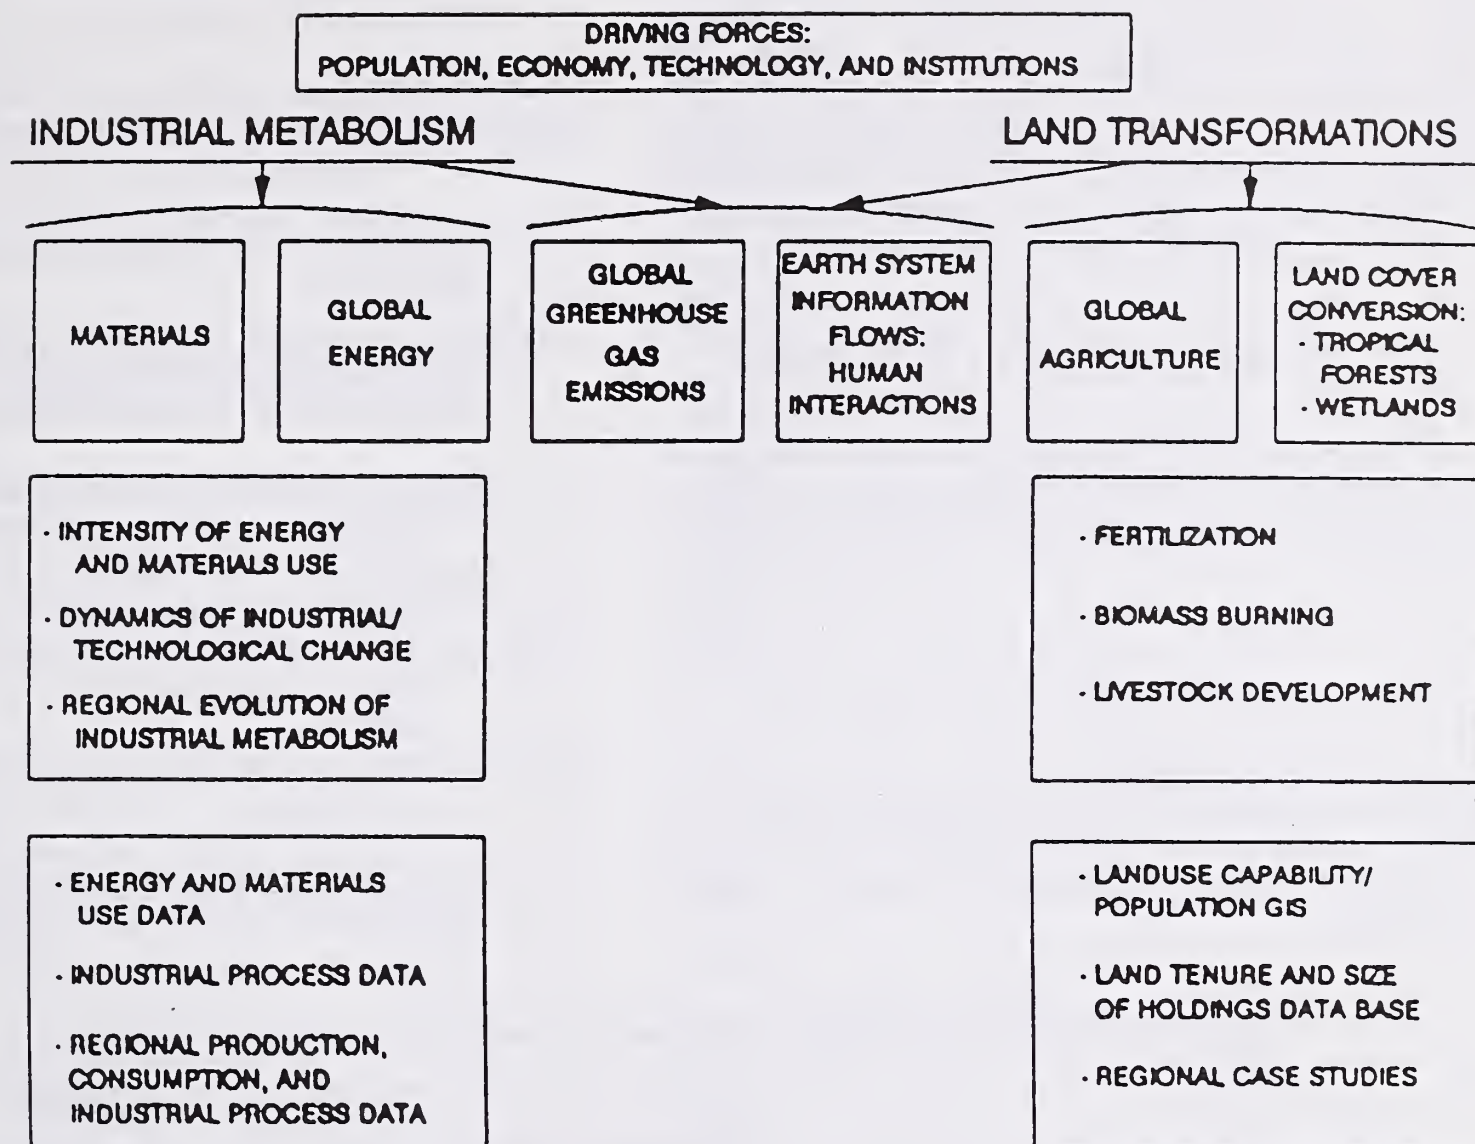 DRIVING FORCES:
POPULATION, ECONOMY, TECHNOLOGY, AND INSTITUTIONS
INDUSTRIAL METABOLISM
LAND TRANSFORMATIONS
MATERIALS
GLOBAL
ENERGY
GLOBAL
GREENHOUSE
GAS
EMISSIONS
EARTH SYSTEM
INFORMATION
FLOWS:
HUMAN
INTERACTIONS
GLOBAL
AGRICULTURE
LAND COVER
CONVERSION:
· TROPICAL
FORESTS
· WETLANDS
· INTENSITY OF ENERGY
AND MATERIALS USE
· DYNAMICS OF INDUSTRIAL/
TECHNOLOGICAL CHANGE
· REGIONAL EVOLUTION OF
INDUSTRIAL METABOLISM
· FERTILIZATION
· BIOMASS BURNING
· LIVESTOCK DEVELOPMENT
· ENERGY AND MATERIALS
USE DATA
· INDUSTRIAL PROCESS DATA
· REGIONAL PRODUCTION,
CONSUMPTION, AND
INDUSTRIAL PROCESS DATA
· LANDUSE CAPABILITY/
POPULATION GIS
· LAND TENURE AND SIZE
OF HOLDINGS DATA BASE
· REGIONAL CASE STUDIES